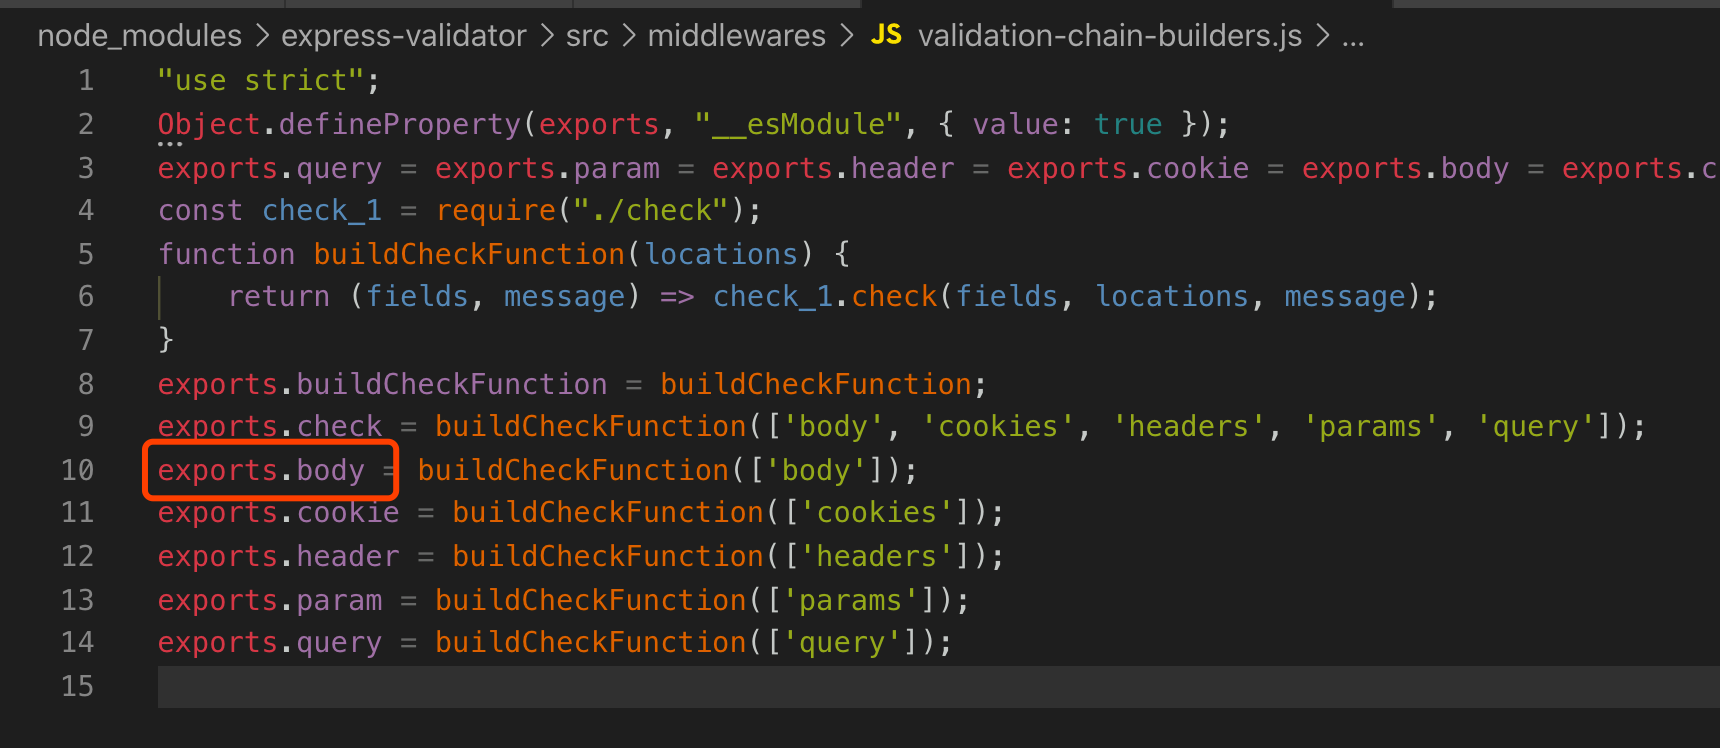 node_modules > express-validator > src > middlewares > JS validation-chain-builders.js > ...
1 "use strict";
2 Object.defineProperty(exports, "__esModule", { value: true });
3 exports.query = exports.param = exports.header = exports.cookie = exports.body = exports.c
4 const check_1 = require("./check");
5 function buildCheckFunction(locations) {
6     return (fields, message) => check_1.check(fields, locations, message);
7 }
8 exports.buildCheckFunction = buildCheckFunction;
9 exports.check = buildCheckFunction(['body', 'cookies', 'headers', 'params', 'query']);
10 exports.body = buildCheckFunction(['body']);
11 exports.cookie = buildCheckFunction(['cookies']);
12 exports.header = buildCheckFunction(['headers']);
13 exports.param = buildCheckFunction(['params']);
14 exports.query = buildCheckFunction(['query']);
15